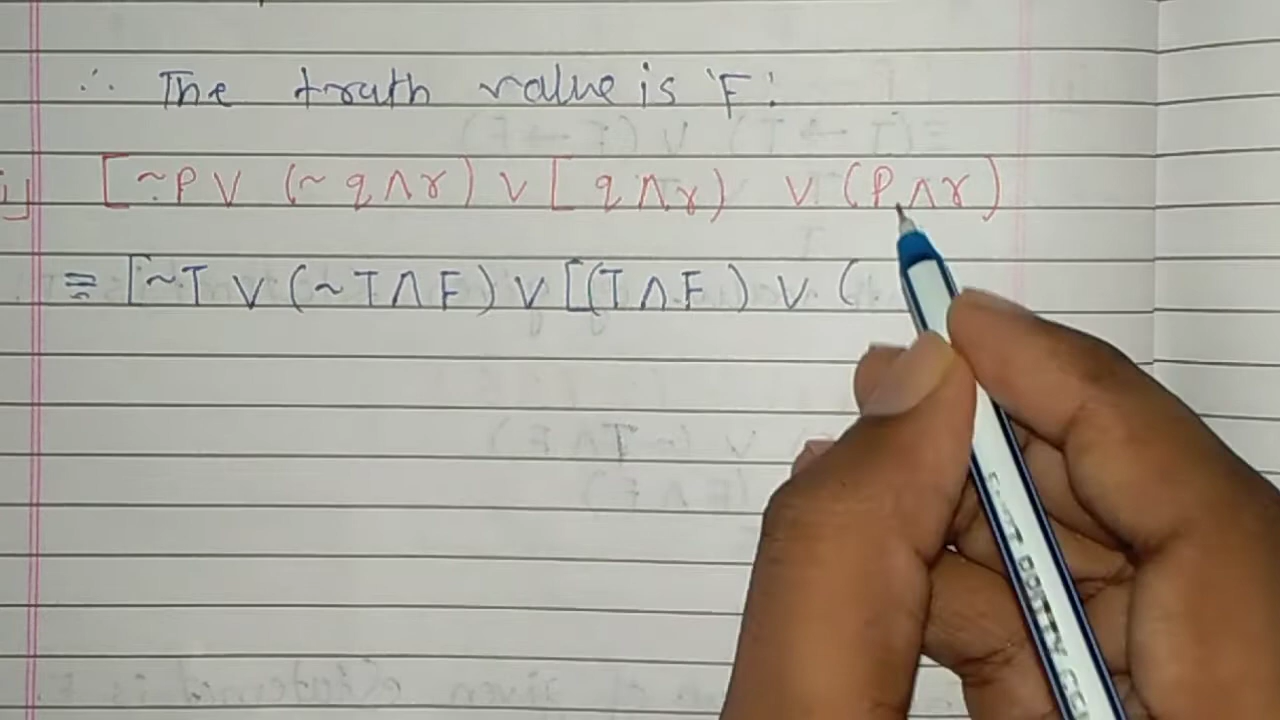 ∴ The truth value is 'F'.
[~p ∨ (~q ∧ r) ∨ [q ∧ r) ∨ (p ∧ r)
≡ [~T ∨ (~T ∧ F) ∨ [(T ∧ F) ∨ (